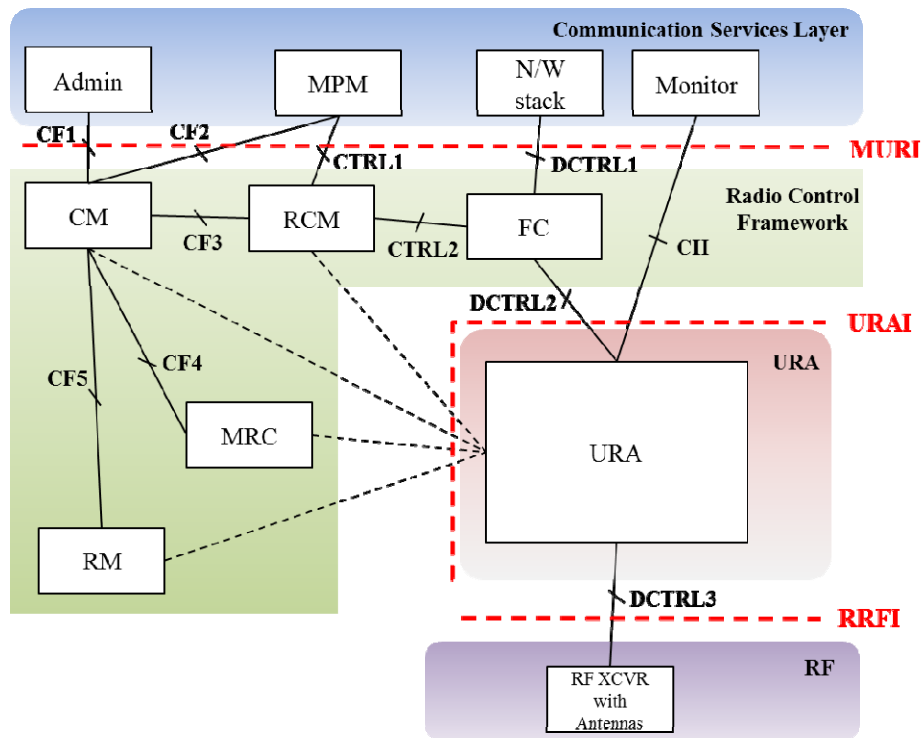 Communication Services Layer
Admin
MPM
N/W
stack
Monitor
CF1
CF2
CTRL1
DCTRL1
MURI
Radio Control
Framework
CM
CF3
RCM
CTRL2
FC
CII
DCTRL2
URAI
URA
CF4
CF5
MRC
URA
RM
DCTRL3
RRFI
RF
RF XCVR
with
Antennas